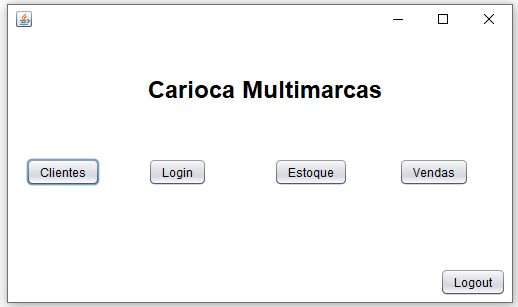 Carioca Multimarcas
Clientes Login Estoque Vendas
Logout